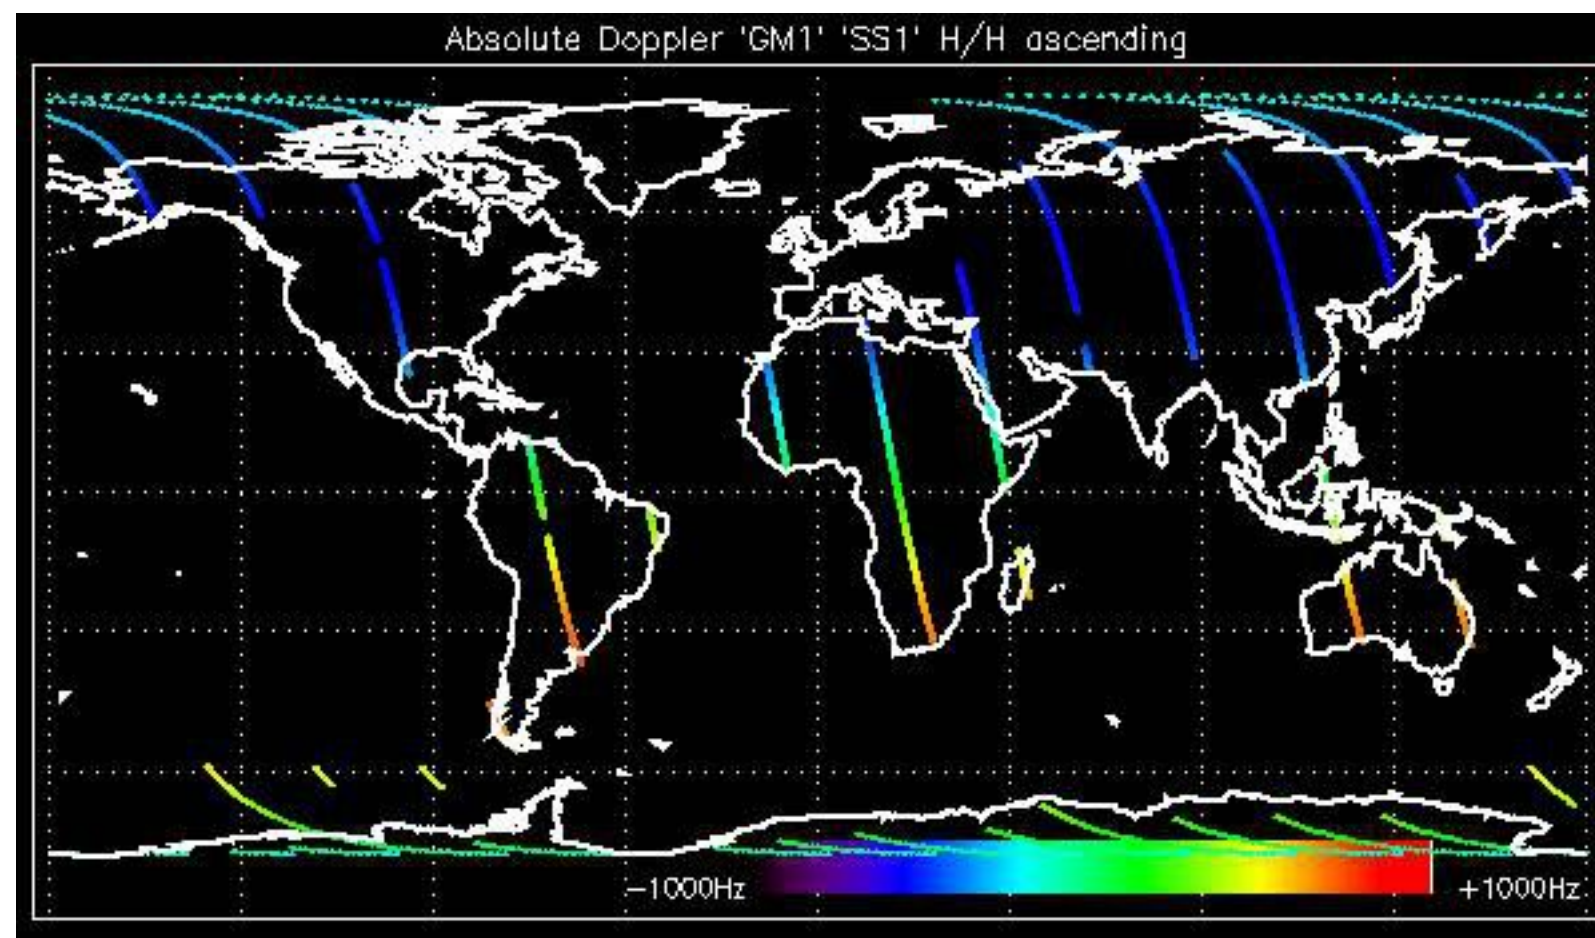 Absolute Doppler 'GM1' 'SS1' H/H ascending
−1000Hz
+1000Hz